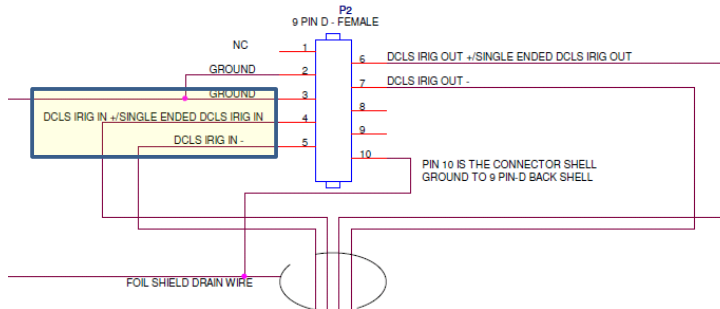 P2
9 PIN D - FEMALE
NC
1
GROUND
2
GROUND
3
DCLS IRIG IN +/SINGLE ENDED DCLS IRIG IN
4
DCLS IRIG IN -
5
6
DCLS IRIG OUT +/SINGLE ENDED DCLS IRIG OUT
7
DCLS IRIG OUT -
8
9
10
PIN 10 IS THE CONNECTOR SHELL
GROUND TO 9 PIN-D BACK SHELL
FOIL SHIELD DRAIN WIRE